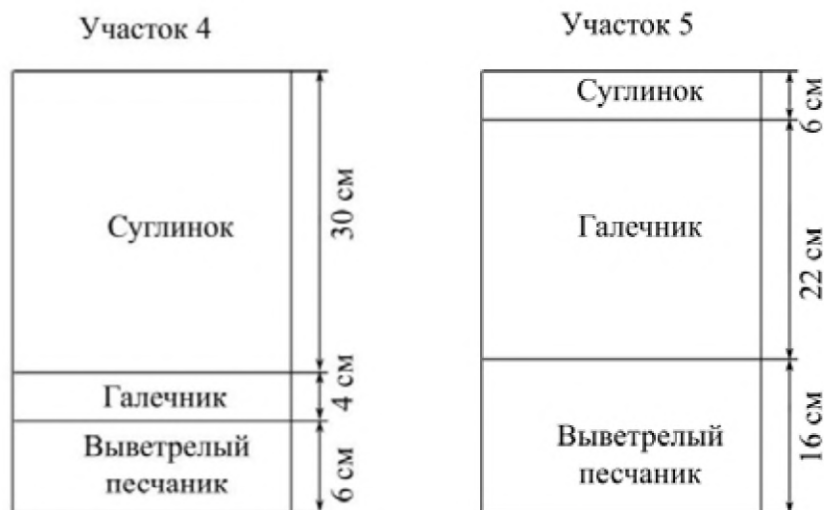 Участок 4
Суглинок
30 см
Галечник
4 см
Выветрелый
песчаник
6 см
Участок 5
Суглинок
6 см
Галечник
22 см
Выветрелый
песчаник
16 см